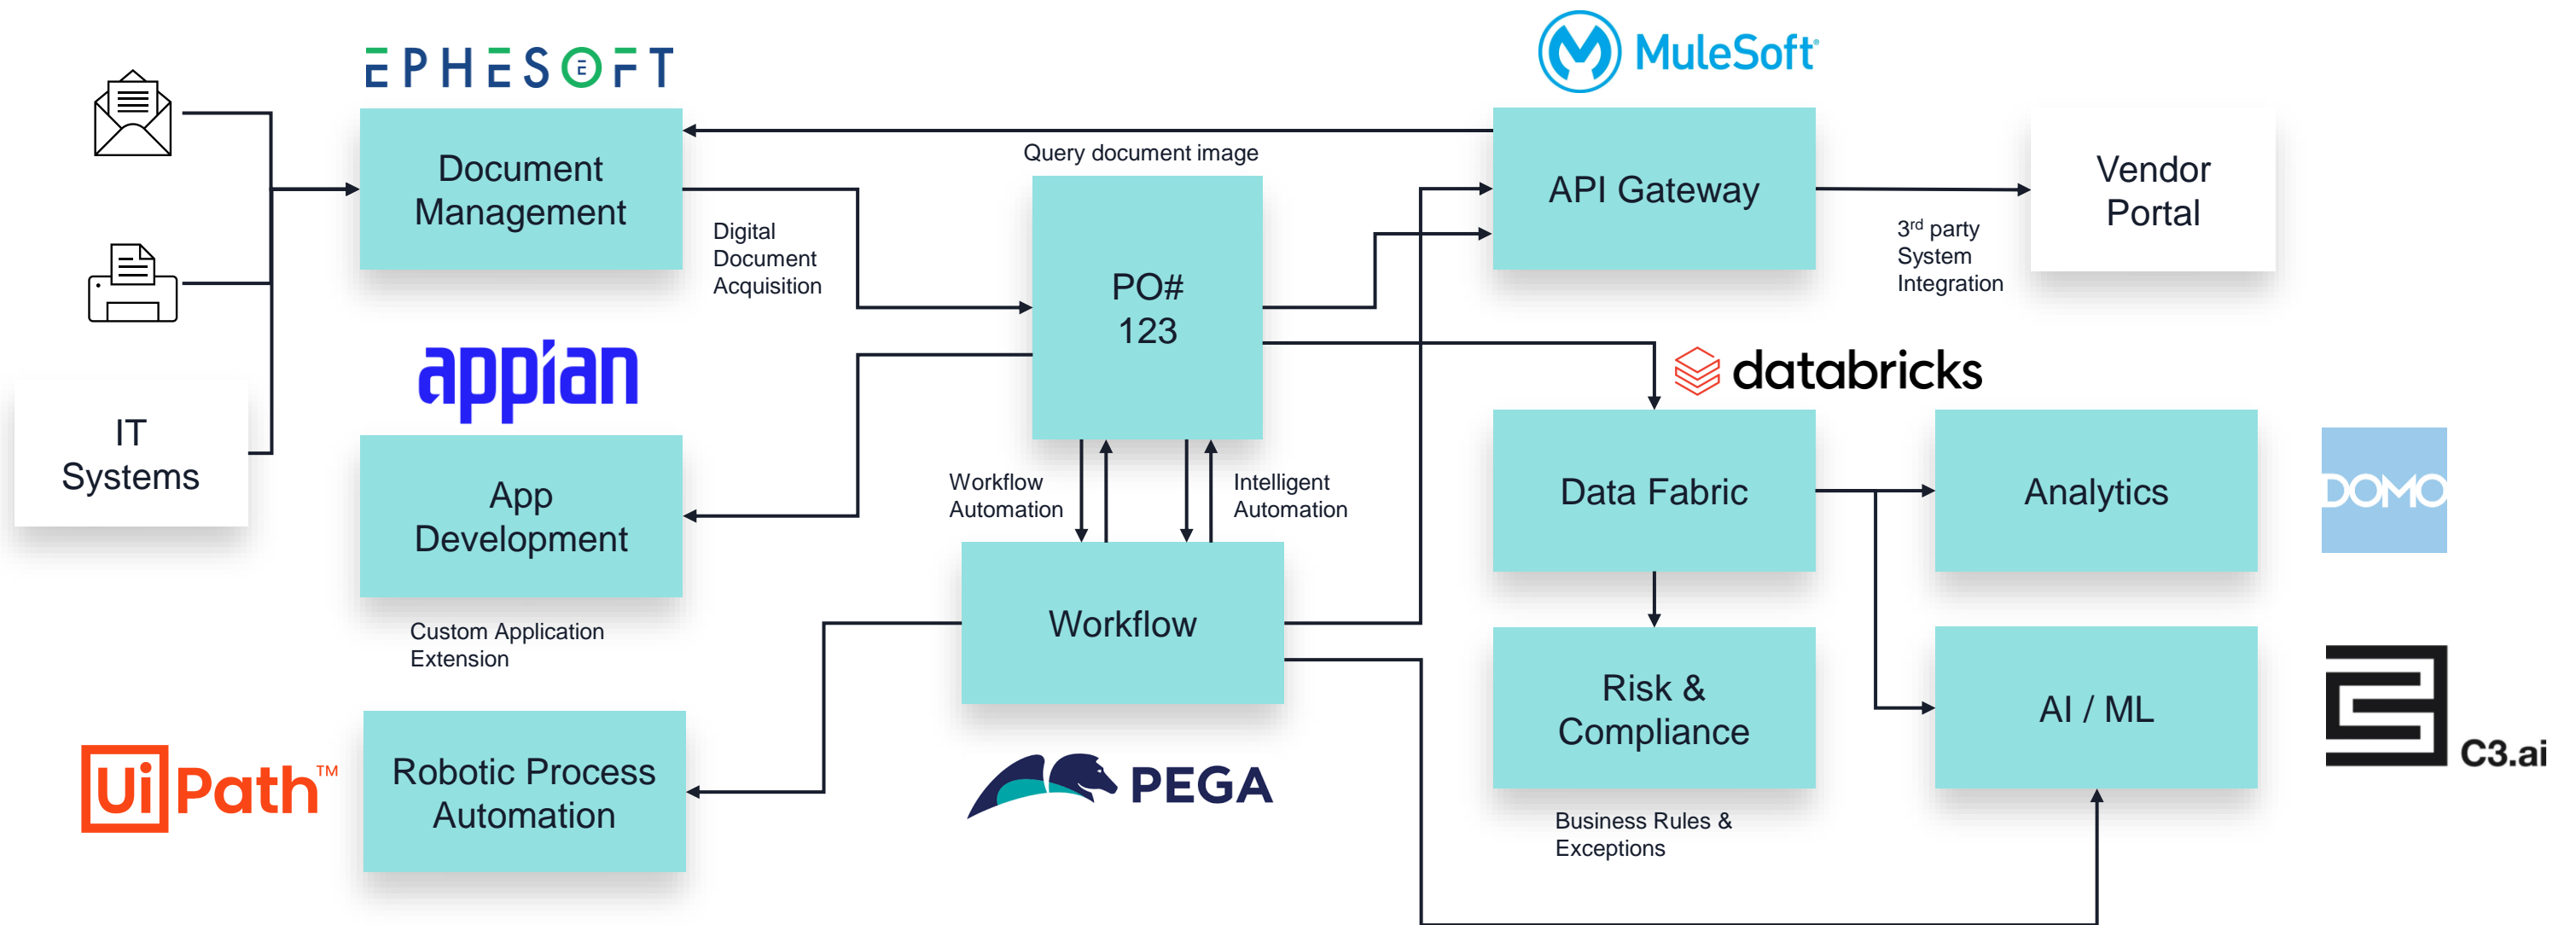 EPHESOFT
MuleSoft®
Document
Management
Query document image
API Gateway
Vendor
Portal
Digital
Document
Acquisition
3rd party
System
Integration
PO#
123
appian
databricks
IT
Systems
App
Development
Workflow
Automation
Intelligent
Automation
Data Fabric
Analytics
DOMO
Custom Application
Extension
Workflow
Risk &
Compliance
AI / ML
C3.ai
UiPath™
Robotic Process
Automation
PEGA
Business Rules &
Exceptions